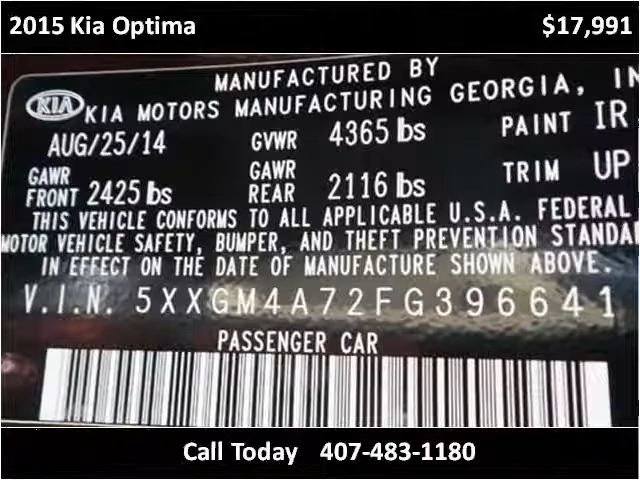 2015 Kia Optima $17,991
MANUFACTURED BY
KIA KIA MOTORS MANUFACTURING GEORGIA, IN
AUG/25/14 GVWR 4365 lbs PAINT IR
GAWR FRONT 2425 lbs GAWR REAR 2116 lbs TRIM UP
THIS VEHICLE CONFORMS TO ALL APPLICABLE U.S.A. FEDERAL
MOTOR VEHICLE SAFETY, BUMPER, AND THEFT PREVENTION STANDA
IN EFFECT ON THE DATE OF MANUFACTURE SHOWN ABOVE.
V.I.N. 5XXGM4A72FG396641
PASSENGER CAR
Call Today 407-483-1180